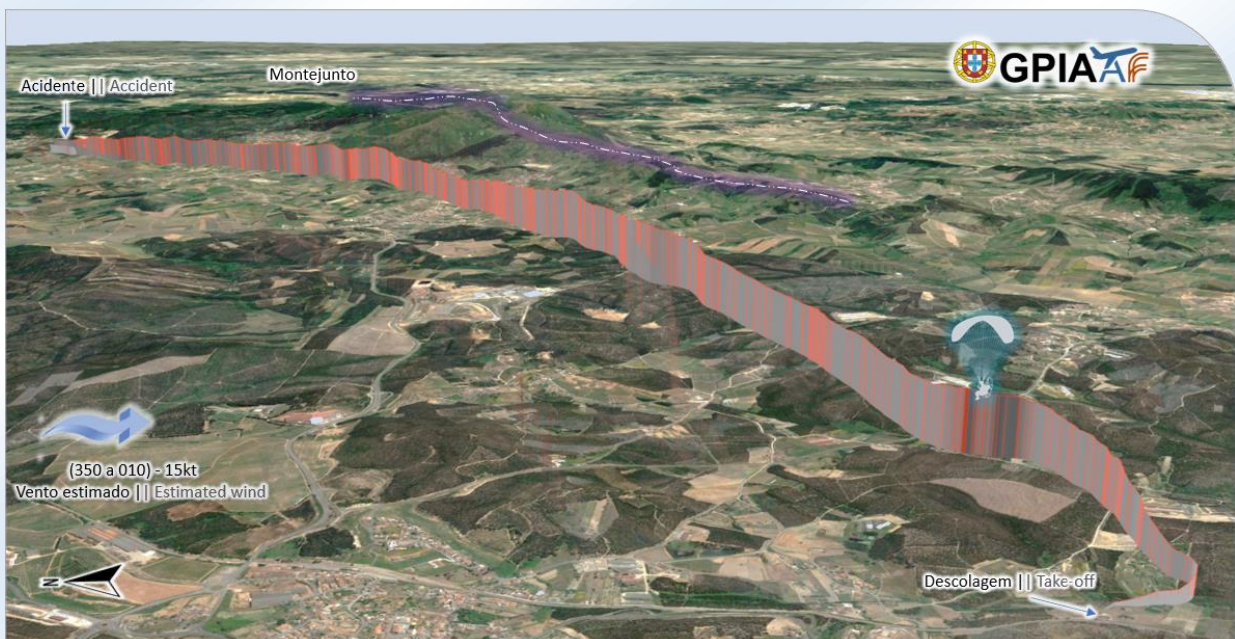 GPIAAF
Acidente || Accident
Montejunto
(350 a 010) - 15kt
Vento estimado || Estimated wind
N
Descolagem || Take-off